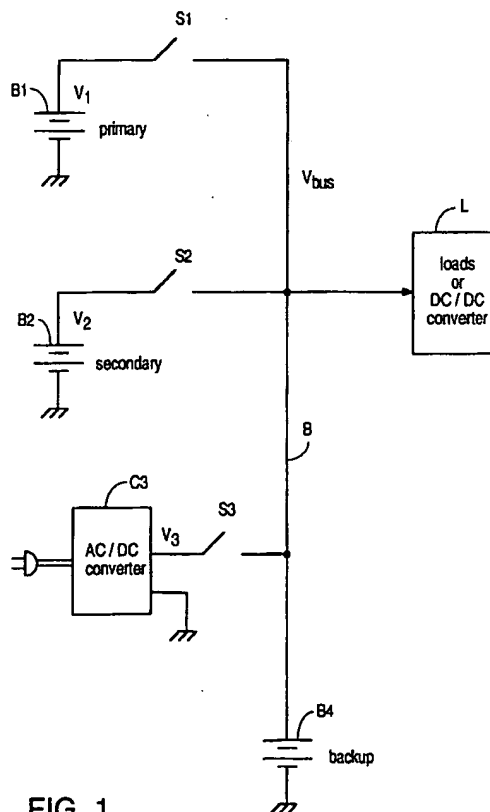 S1
B1
V1
primary
Vbus
L
loads
or
DC / DC
converter
S2
B2
V2
secondary
B
C3
S3
V3
AC / DC
converter
B4
backup
FIG. 1